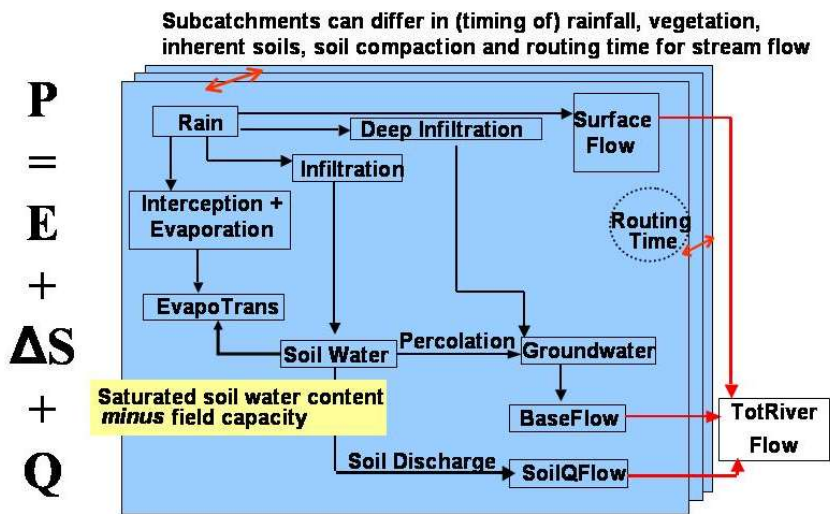 Subcatchments can differ in (timing of) rainfall, vegetation,
inherent soils, soil compaction and routing time for stream flow
P
=
E
+
ΔS
+
Q
Rain
Deep Infiltration
Surface
Flow
Infiltration
Interception +
Evaporation
Routing
Time
EvapoTrans
Soil Water
Percolation
Groundwater
Saturated soil water content
minus field capacity
BaseFlow
TotRiver
Flow
Soil Discharge
SoilQFlow